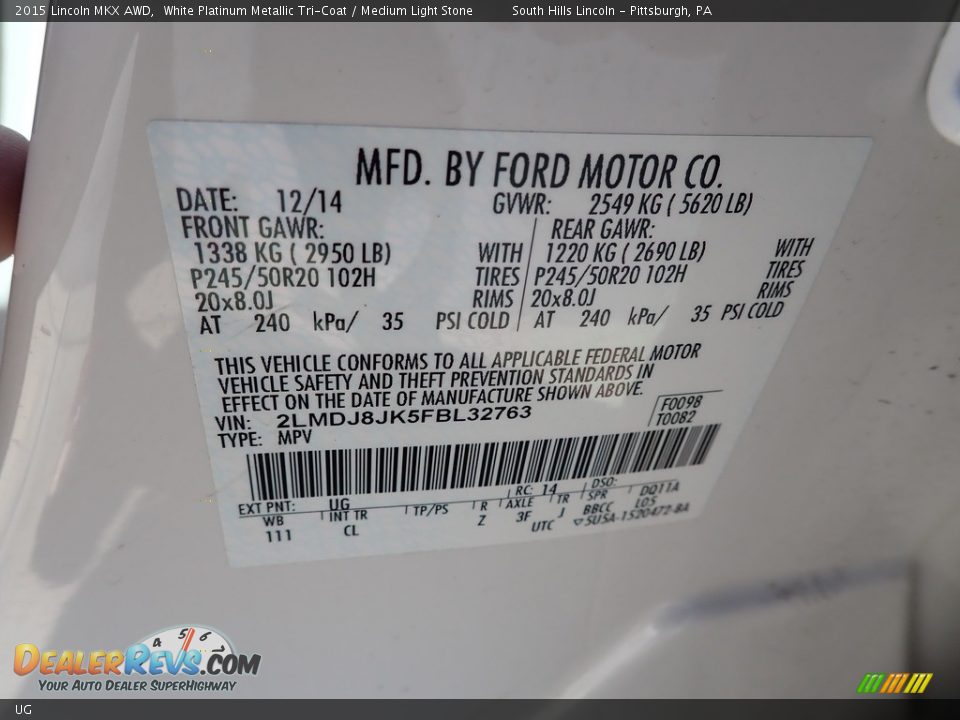 2015 Lincoln MKX AWD,  White Platinum Metallic Tri-Coat / Medium Light Stone    South Hills Lincoln - Pittsburgh, PA
MFD. BY FORD MOTOR CO.
DATE: 12/14    GVWR: 2549 KG ( 5620 LB)
FRONT GAWR:    REAR GAWR:
1338 KG ( 2950 LB) WITH    1220 KG ( 2690 LB) WITH
P245/50R20 102H TIRES    P245/50R20 102H TIRES
20x8.0J RIMS    20x8.0J RIMS
AT 240 kPa/ 35 PSI COLD    AT 240 kPa/ 35 PSI COLD
THIS VEHICLE CONFORMS TO ALL APPLICABLE FEDERAL MOTOR
VEHICLE SAFETY AND THEFT PREVENTION STANDARDS IN
EFFECT ON THE DATE OF MANUFACTURE SHOWN ABOVE.
VIN: 2LMDJ8JK5FBL32763    F0098
TYPE: MPV    T0082
EXT PNT: UG    RC: 14    DSO:
WB    INT TR    TP/PS    R    AXLE    TR    SPR    DQ11A
111    CL    Z    3F    J    BBCC    LOS
UTC    ▽5U5A-1520472-BA
4 5 6
DEALERREVS.COM
YOUR AUTO DEALER SUPERHIGHWAY
UG